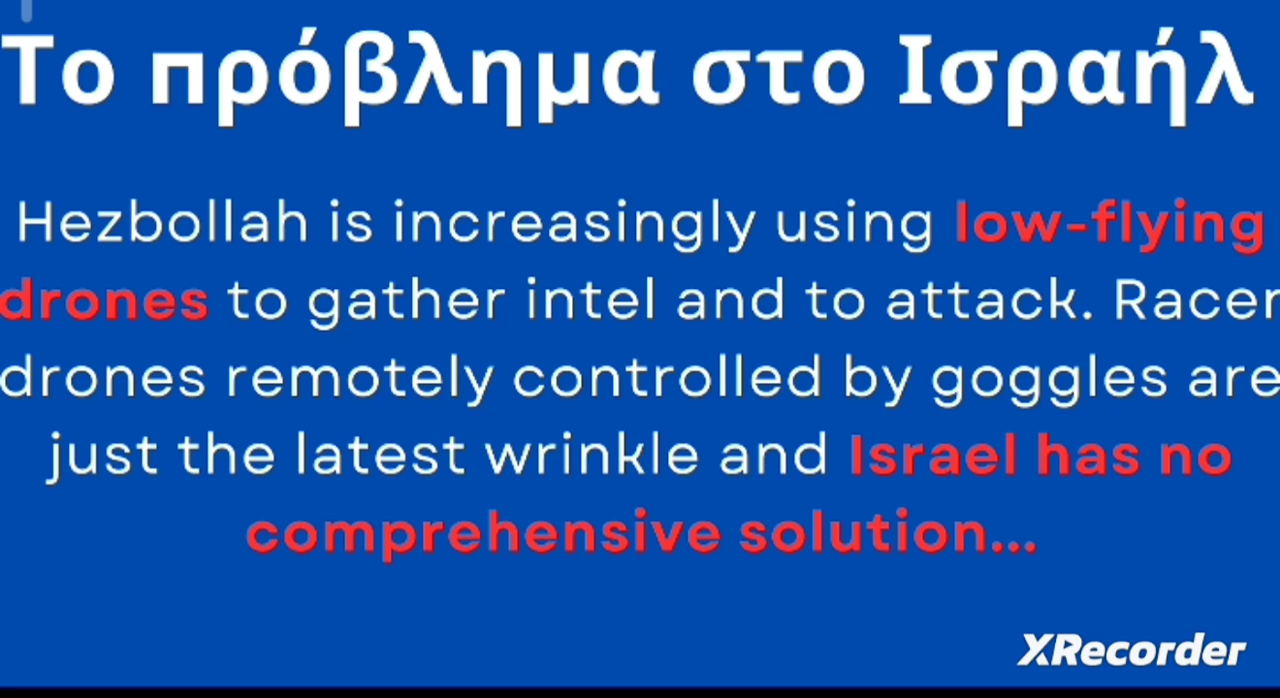 Το πρόβλημα στο Ισραήλ
Hezbollah is increasingly using low-flying
drones to gather intel and to attack. Racer
drones remotely controlled by goggles are
just the latest wrinkle and Israel has no
comprehensive solution...
XRecorder